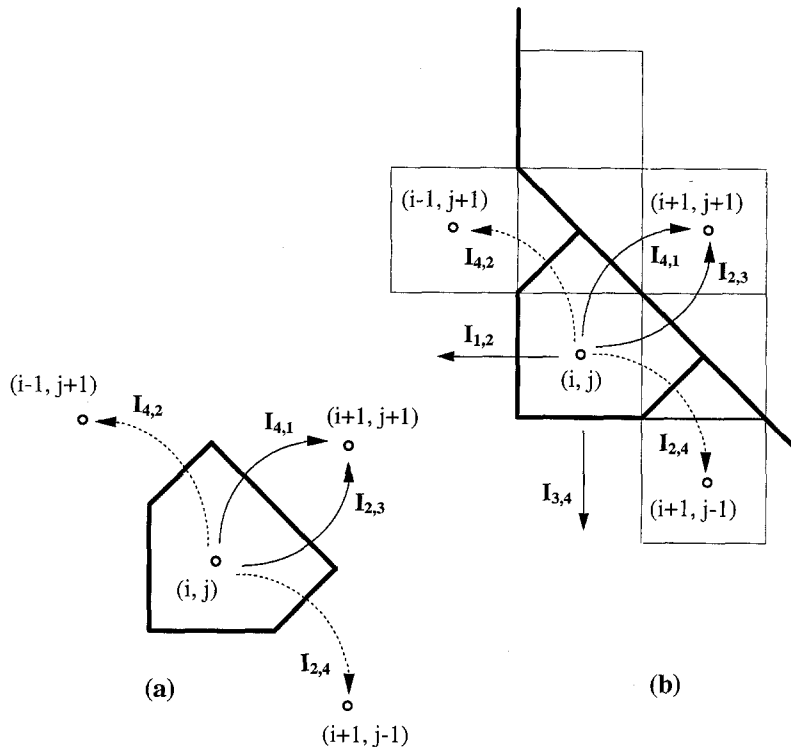 (i-1, j+1)
(i+1, j+1)
I4,2
I4,1
I2,3
I1,2
(i, j)
I2,4
I3,4
(i+1, j-1)
(b)
(i-1, j+1)
I4,2
I4,1
(i+1, j+1)
I2,3
(i, j)
I2,4
(a)
(i+1, j-1)